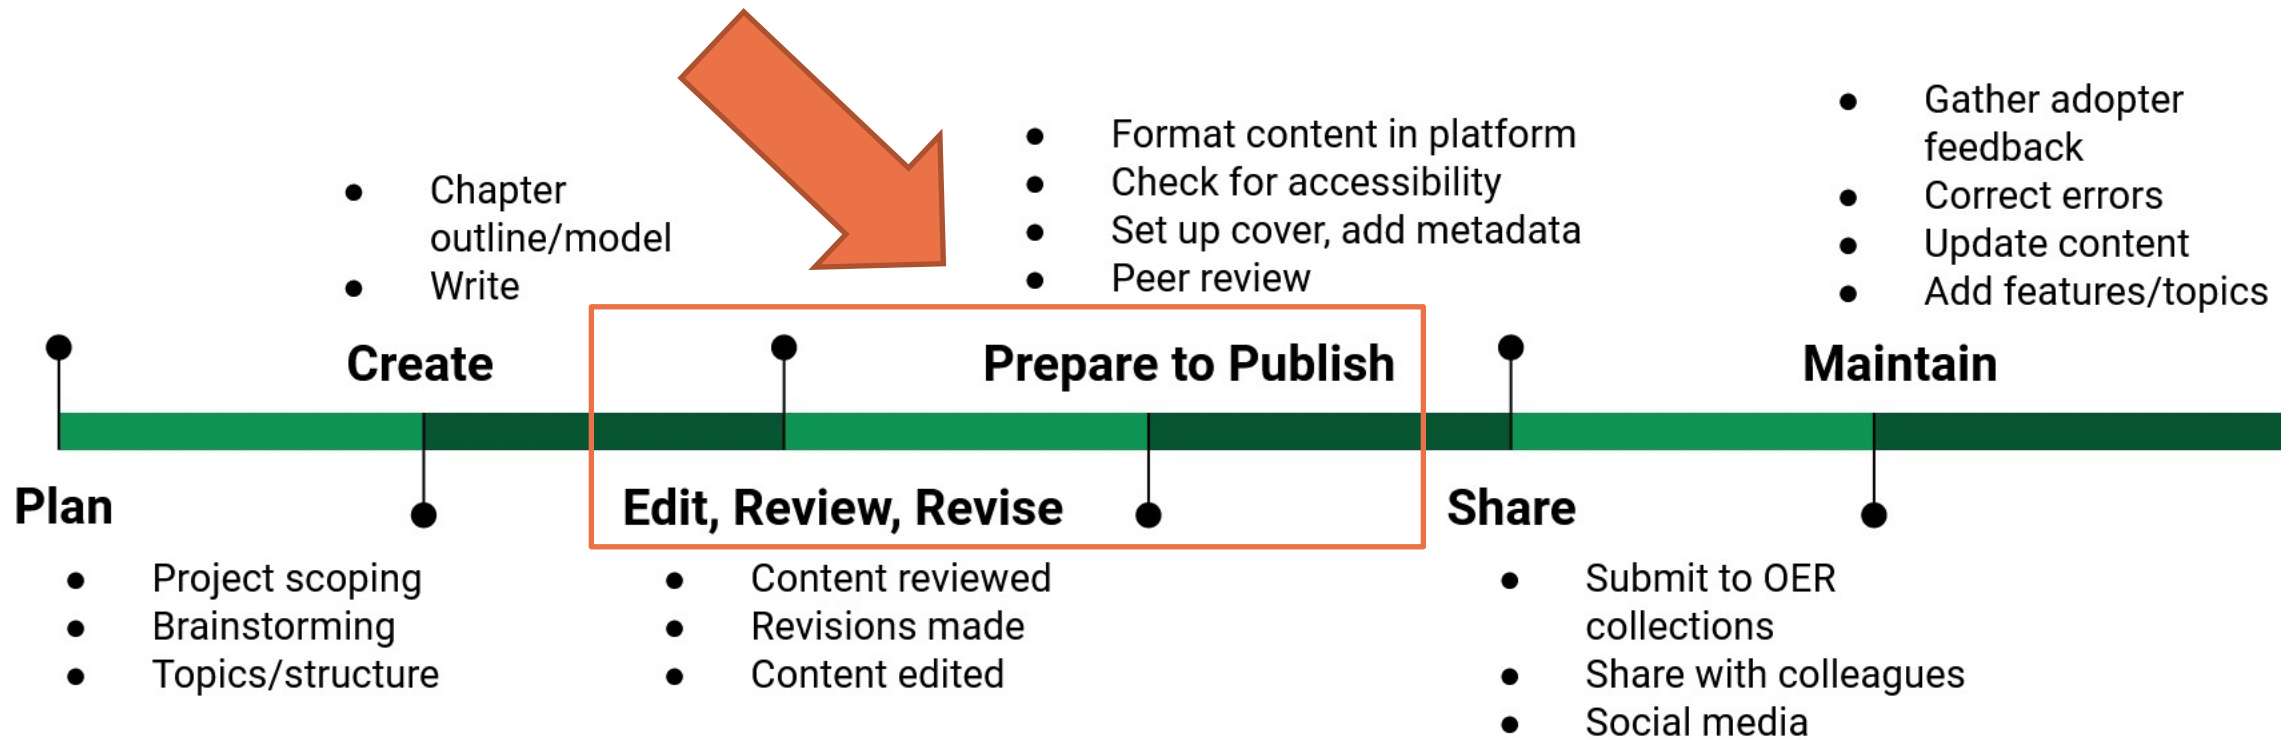 Plan
Project scoping
Brainstorming
Topics/structure
Create
Chapter
outline/model
Write
Edit, Review, Revise
Content reviewed
Revisions made
Content edited
Prepare to Publish
Format content in platform
Check for accessibility
Set up cover, add metadata
Peer review
Share
Submit to OER
collections
Share with colleagues
Social media
Maintain
Gather adopter
feedback
Correct errors
Update content
Add features/topics